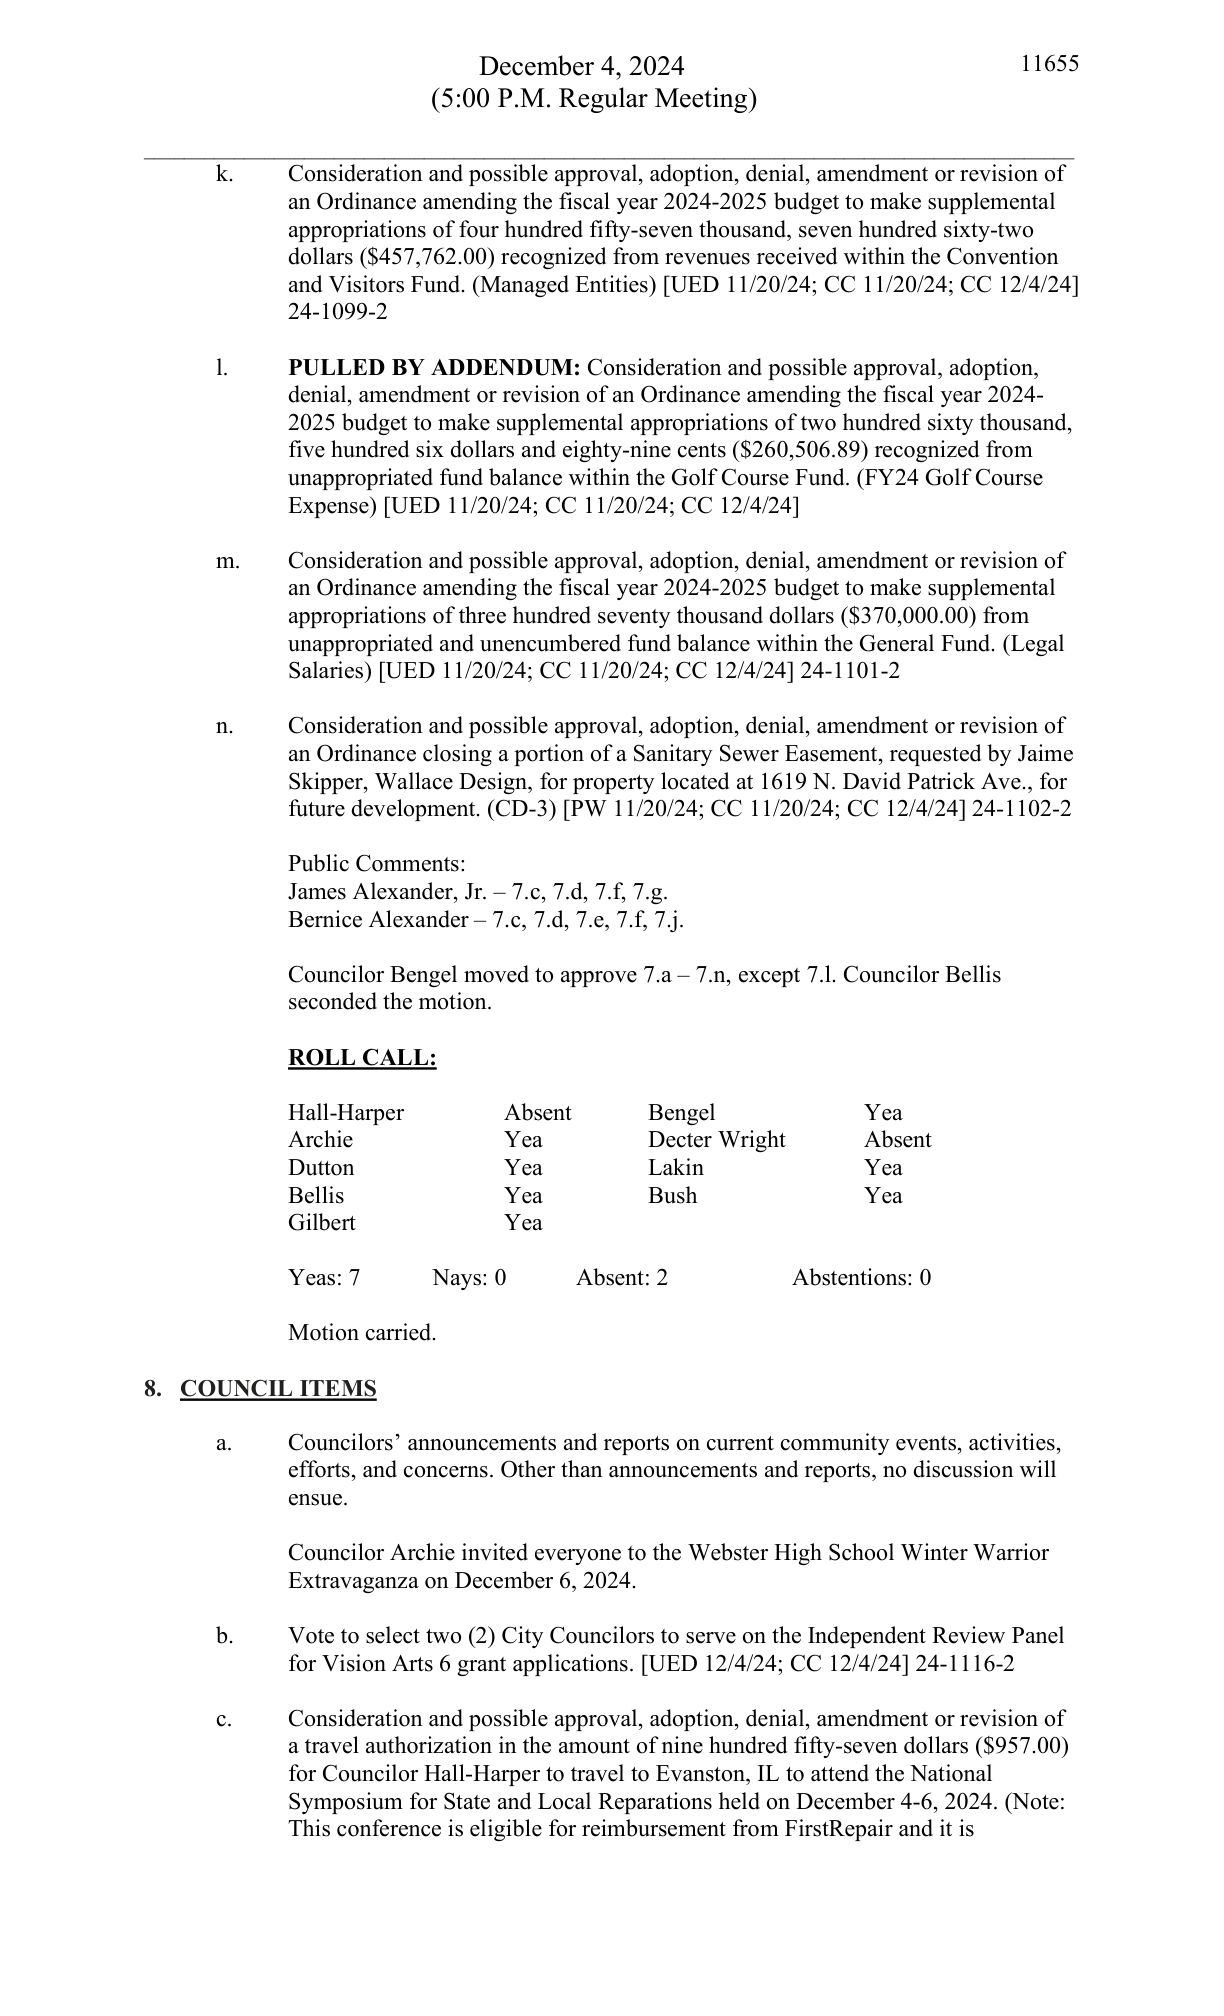 December 4, 2024
11655
(5:00 P.M. Regular Meeting)
k. Consideration and possible approval, adoption, denial, amendment or revision of
an Ordinance amending the fiscal year 2024-2025 budget to make supplemental
appropriations of four hundred fifty-seven thousand, seven hundred sixty-two
dollars ($457,762.00) recognized from revenues received within the Convention
and Visitors Fund. (Managed Entities) [UED 11/20/24; CC 11/20/24; CC 12/4/24]
24-1099-2
l. PULLED BY ADDENDUM: Consideration and possible approval, adoption,
denial, amendment or revision of an Ordinance amending the fiscal year 2024-
2025 budget to make supplemental appropriations of two hundred sixty thousand,
five hundred six dollars and eighty-nine cents ($260,506.89) recognized from
unappropriated fund balance within the Golf Course Fund. (FY24 Golf Course
Expense) [UED 11/20/24; CC 11/20/24; CC 12/4/24]
m. Consideration and possible approval, adoption, denial, amendment or revision of
an Ordinance amending the fiscal year 2024-2025 budget to make supplemental
appropriations of three hundred seventy thousand dollars ($370,000.00) from
unappropriated and unencumbered fund balance within the General Fund. (Legal
Salaries) [UED 11/20/24; CC 11/20/24; CC 12/4/24] 24-1101-2
n. Consideration and possible approval, adoption, denial, amendment or revision of
an Ordinance closing a portion of a Sanitary Sewer Easement, requested by Jaime
Skipper, Wallace Design, for property located at 1619 N. David Patrick Ave., for
future development. (CD-3) [PW 11/20/24; CC 11/20/24; CC 12/4/24] 24-1102-2
Public Comments:
James Alexander, Jr. – 7.c, 7.d, 7.f, 7.g.
Bernice Alexander – 7.c, 7.d, 7.e, 7.f, 7.j.
Councilor Bengel moved to approve 7.a – 7.n, except 7.l. Councilor Bellis
seconded the motion.
ROLL CALL:
Hall-Harper Absent Bengel Yea
Archie Yea Decter Wright Absent
Dutton Yea Lakin Yea
Bellis Yea Bush Yea
Gilbert Yea
Yeas: 7 Nays: 0 Absent: 2 Abstentions: 0
Motion carried.
8. COUNCIL ITEMS
a. Councilors’ announcements and reports on current community events, activities,
efforts, and concerns. Other than announcements and reports, no discussion will
ensue.
Councilor Archie invited everyone to the Webster High School Winter Warrior
Extravaganza on December 6, 2024.
b. Vote to select two (2) City Councilors to serve on the Independent Review Panel
for Vision Arts 6 grant applications. [UED 12/4/24; CC 12/4/24] 24-1116-2
c. Consideration and possible approval, adoption, denial, amendment or revision of
a travel authorization in the amount of nine hundred fifty-seven dollars ($957.00)
for Councilor Hall-Harper to travel to Evanston, IL to attend the National
Symposium for State and Local Reparations held on December 4-6, 2024. (Note:
This conference is eligible for reimbursement from FirstRepair and it is